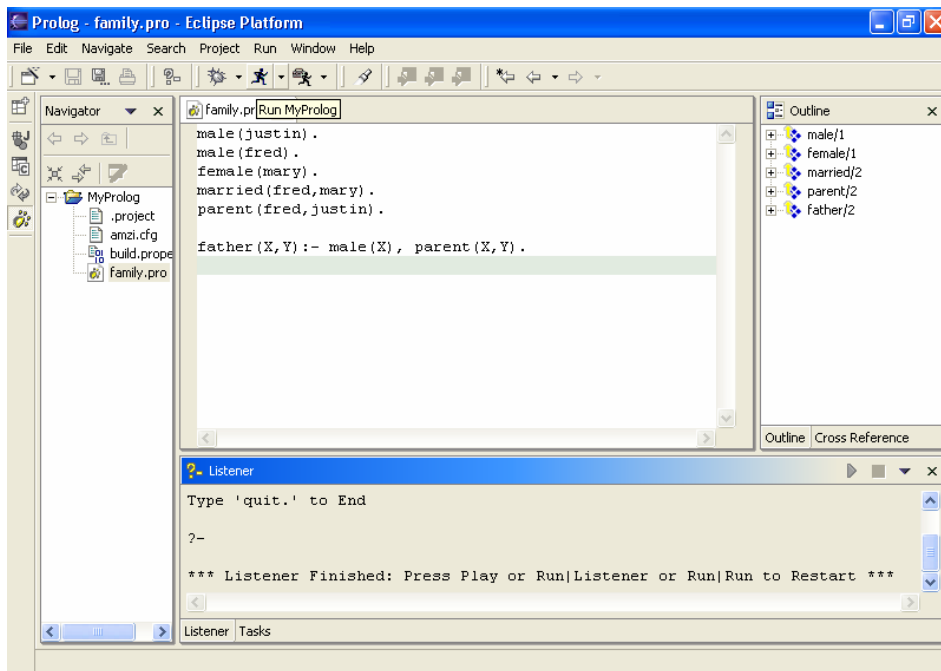 Prolog - family.pro - Eclipse Platform
File Edit Navigate Search Project Run Window Help
Navigator
MyProlog
.project
amzi.cfg
build.prope
family.pro
family.pr
Run MyProlog
male(justin).
male(fred).
female(mary).
married(fred,mary).
parent(fred,justin).
father(X,Y):- male(X), parent(X,Y).
Outline
male/1
female/1
married/2
parent/2
father/2
Outline Cross Reference
?- Listener
Type 'quit.' to End
?-
*** Listener Finished: Press Play or Run|Listener or Run|Run to Restart ***
Listener Tasks